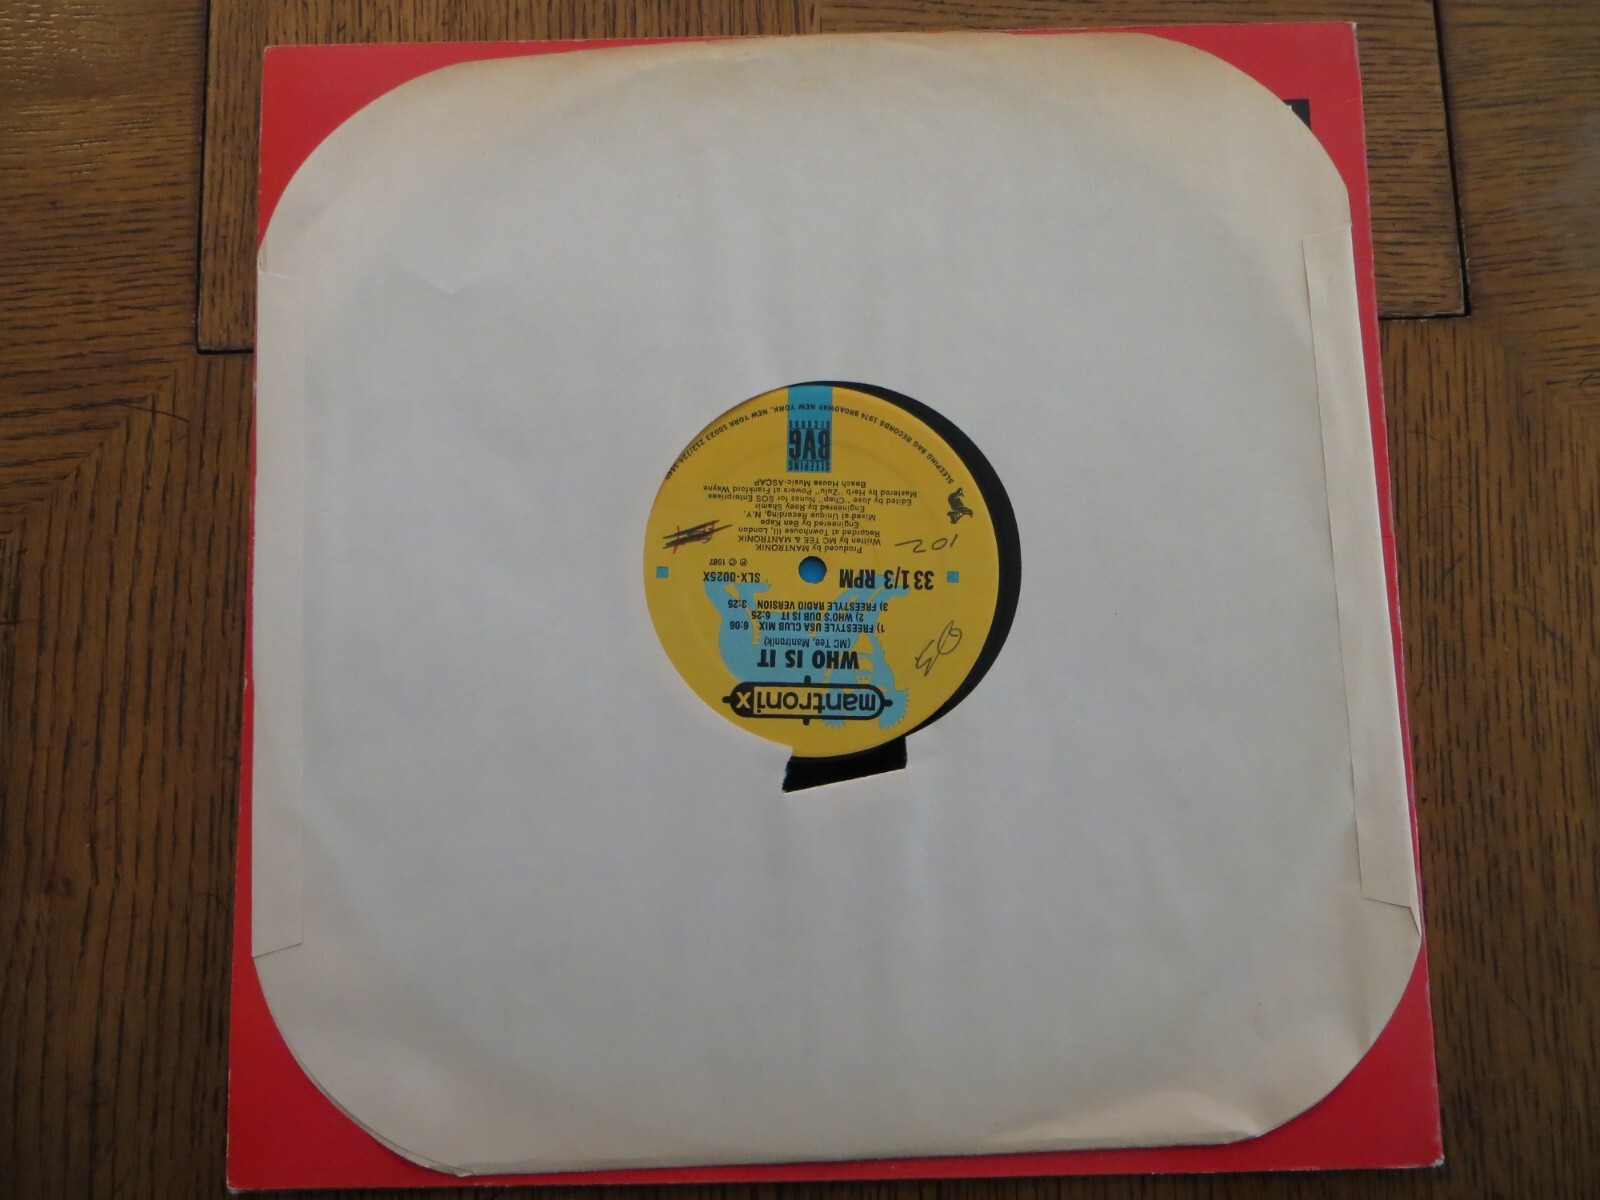 mantronix
WHO IS IT
(MC Tee, Mantronik)
1) FREESTYLE USA CLUB MIX 6:06
2) WHO'S DUB IS IT 6:25
3) FREESTYLE RADIO VERSION 3:25
33 1/3 RPM
SLX-0025X
℗ © 1987
102
Produced by MANTRONIK
Written by MC TEE & MANTRONIK
Recorded at Townhouse, III, London
Engineered by Ben Kape
Mixed at Unique Recording, N.Y.
Engineered by Roey Shamir
Edited by Jose "Chep" Nunez for SOS Enterprises
Mastered by Herb "Zulu" Powers at Frankford Wayne
Beach House Music-ASCAP
SLEEPING
BAG
RECORDS
SLEEPING BAG RECORDS 1974 BROADWAY NEW YORK, NEW YORK 10023 212/724-1440